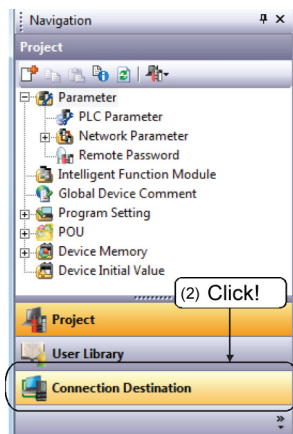 Navigation
Project
Parameter
PLC Parameter
Network Parameter
Remote Password
Intelligent Function Module
Global Device Comment
Program Setting
POU
Device Memory
Device Initial Value
(2) Click!
Project
User Library
Connection Destination